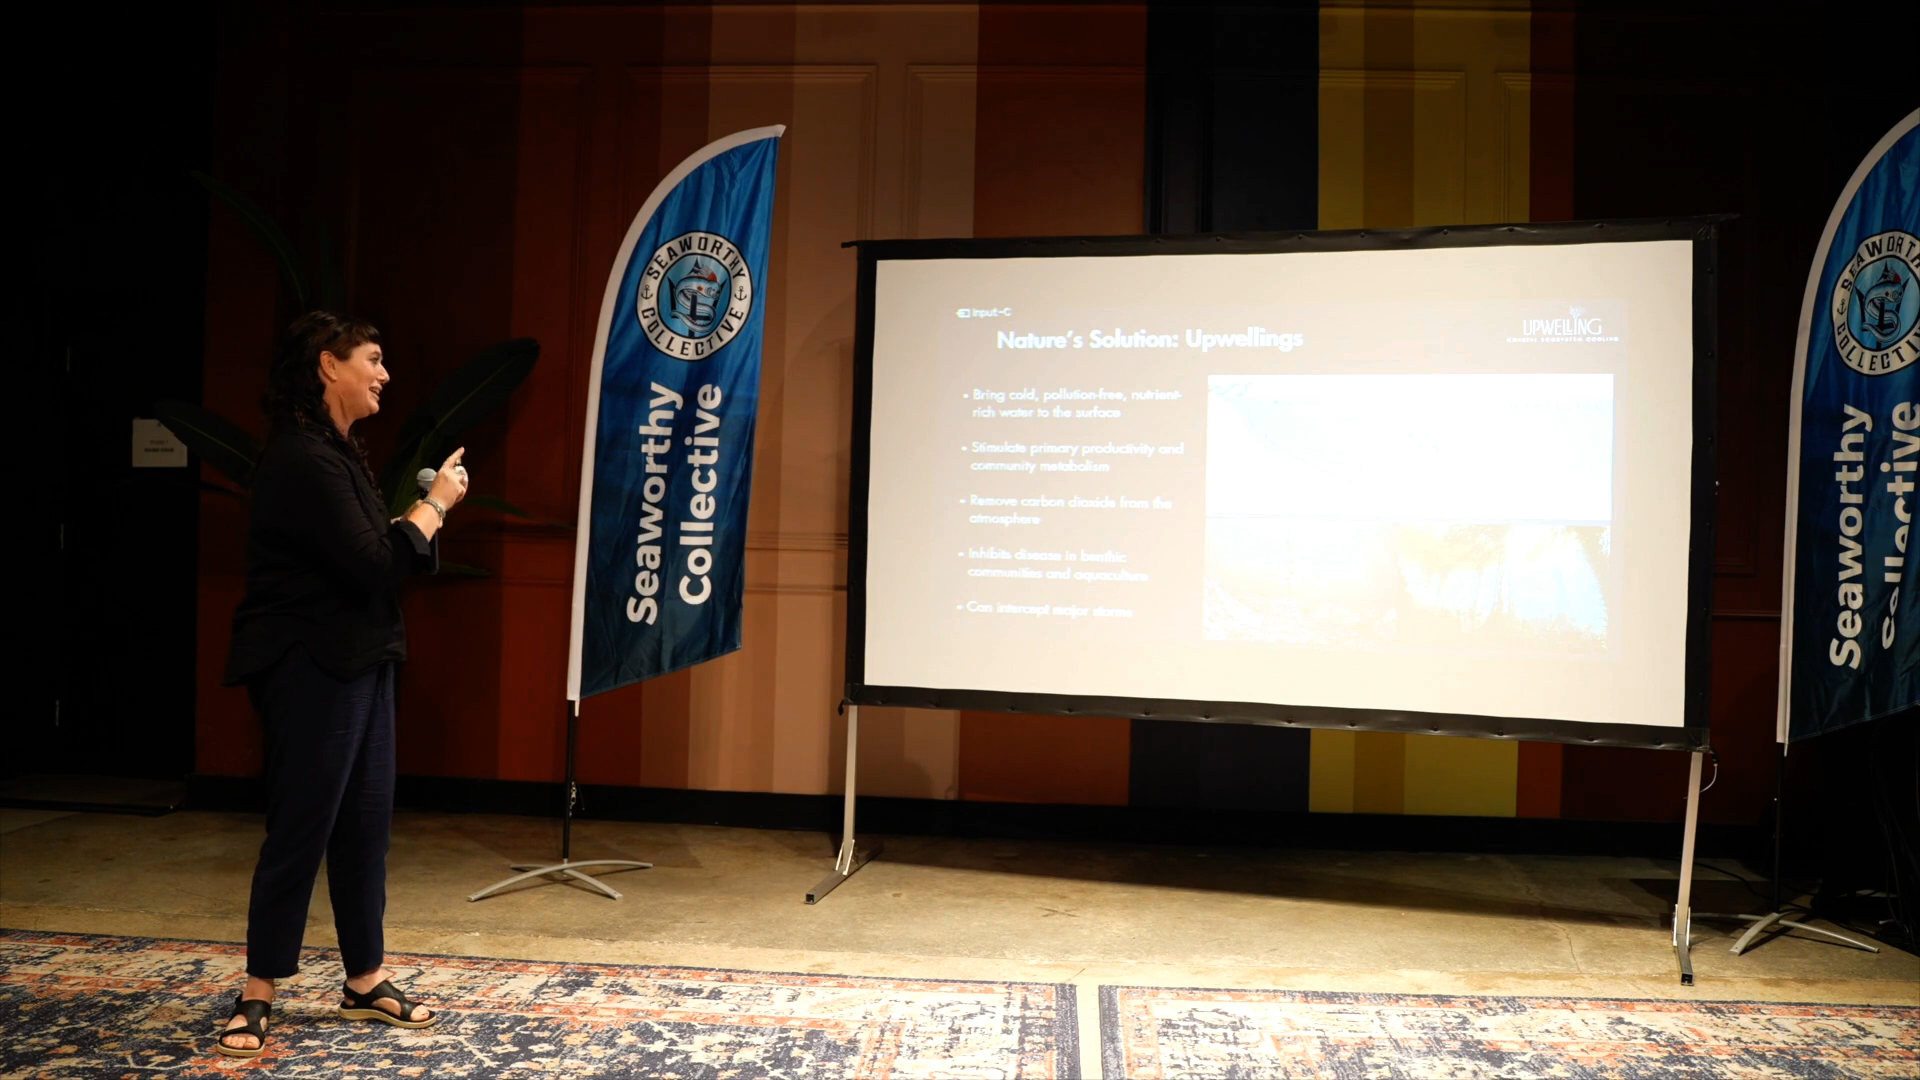 SEAWORTHY
COLLECTIVE
Seaworthy
Collective
Input-C
Nature's Solution: Upwellings
UPWELLING
• Bring cold, pollution-free, nutrient-
rich water to the surface
• Stimulate primary productivity and
community metabolism
• Remove carbon dioxide from the
atmosphere
• Inhibits disease in benthic
communities and aquaculture
• Can intercept major storms
SEAWORTHY
COLLECTIVE
Seaworthy
Collective